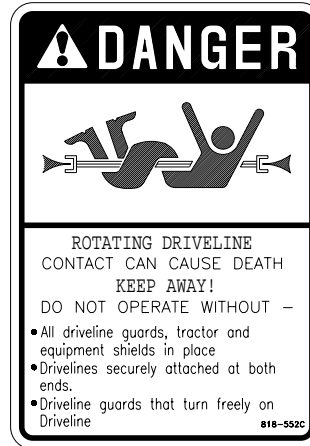 DANGER
ROTATING DRIVELINE
CONTACT CAN CAUSE DEATH
KEEP AWAY!
DO NOT OPERATE WITHOUT –
• All driveline guards, tractor and
equipment shields in place
• Drivelines securely attached at both
ends.
• Driveline guards that turn freely on
Driveline
818-552C